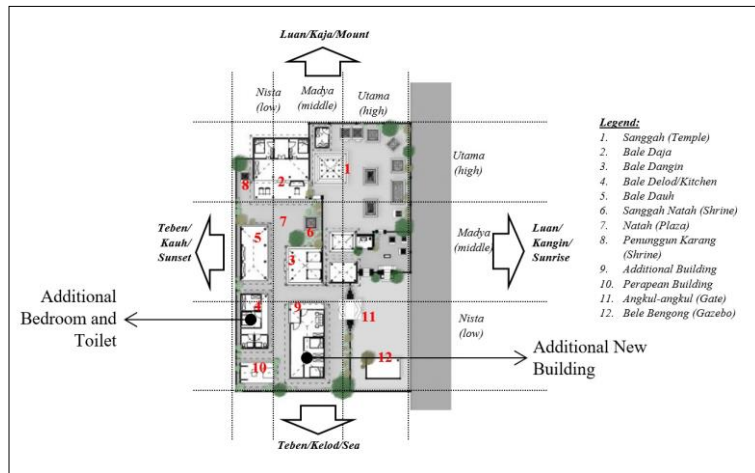 Luan/Kaja/Mount
Nista
(low)
Madya
(middle)
Utama
(high)
Legend:
1. Sanggah (Temple)
2. Bale Daja
3. Bale Dangin
4. Bale Delod/Kitchen
5. Bale Dauh
6. Sanggah Natah (Shrine)
7. Natah (Plaza)
8. Penunggun Karang
(Shrine)
9. Additional Building
10. Perapean Building
11. Angkul-angkul (Gate)
12. Bele Bengong (Gazebo)
Utama
(high)
1
2
8
Teben/
Kauh/
Sunset
7
6
5
3
Madya
(middle)
Luan/
Kangin/
Sunrise
Additional
Bedroom and
Toilet
4
9
11
Nista
(low)
10
12
Additional New
Building
Teben/Kelod/Sea